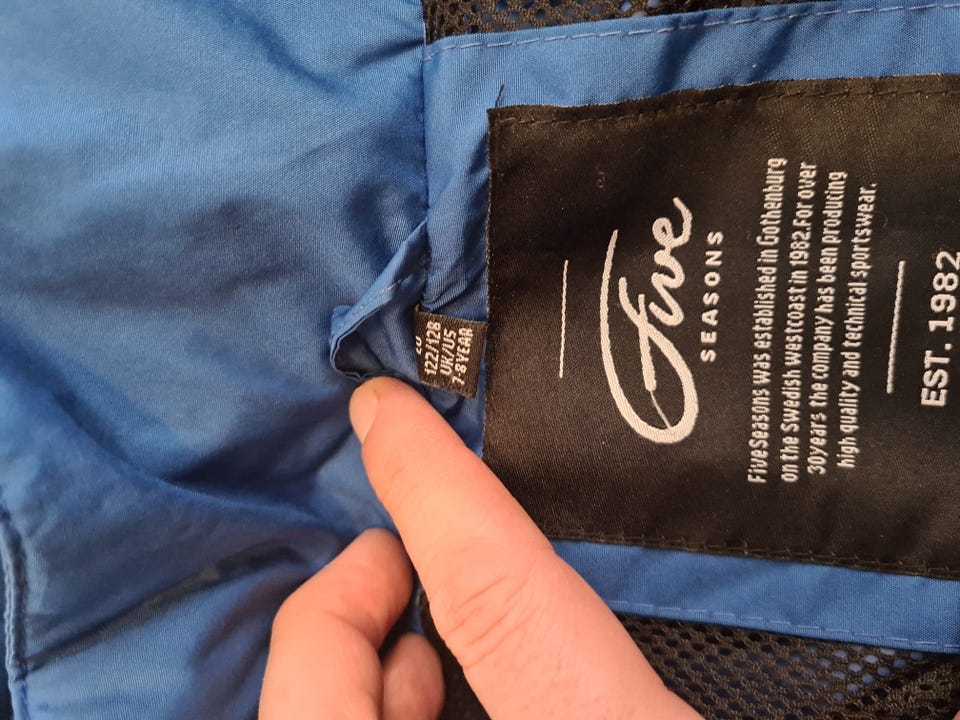 Five
SEASONS
FiveSeasons was established in Gothenburg
on the Swedish westcoast in 1982.For over
30years the company has been producing
high quality and technical sportswear.
EST. 1982
122/128
UK/US
7-8YEAR